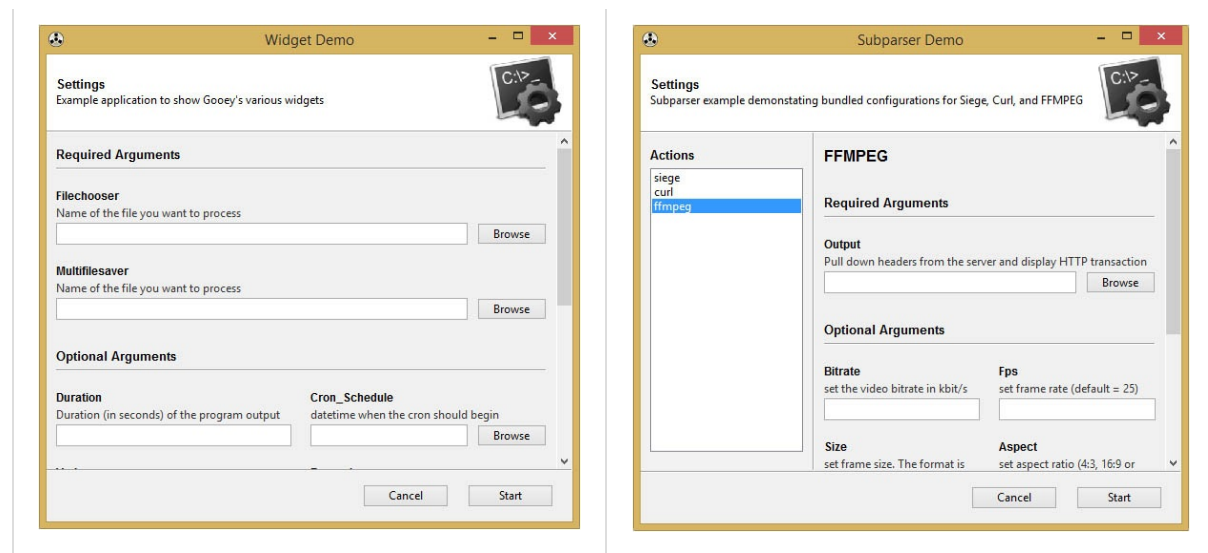 Widget Demo
Settings
Example application to show Gooey's various widgets
C:\>_
Required Arguments
Filechooser
Name of the file you want to process
Browse
Multifilesaver
Name of the file you want to process
Browse
Optional Arguments
Duration
Cron_Schedule
Duration (in seconds) of the program output
datetime when the cron should begin
Browse
Cancel
Start
Subparser Demo
Settings
Subparser example demonstating bundled configurations for Siege, Curl, and FFMPEG
C:\>_
Actions
siege
curl
ffmpeg
FFMPEG
Required Arguments
Output
Pull down headers from the server and display HTTP transaction
Browse
Optional Arguments
Bitrate
Fps
set the video bitrate in kbit/s
set frame rate (default = 25)
Size
Aspect
set frame size. The format is
set aspect ratio (4:3, 16:9 or
Cancel
Start